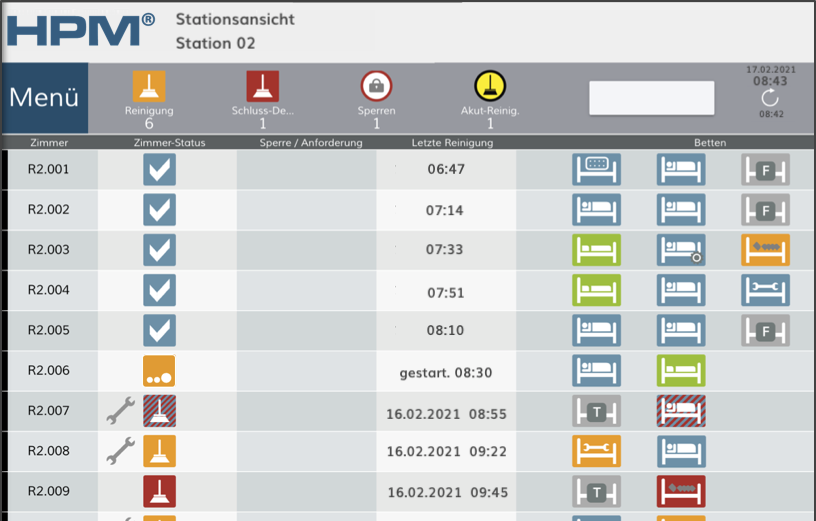 HPM®
Stationsansicht
Station 02
Menü
Reinigung
6
Schluss-De...
1
Sperren
1
Akut-Reinig.
1
17.02.2021
08:43
08:42
Zimmer Zimmer-Status Sperre / Anforderung Letzte Reinigung Betten
R2.001 06:47 F
R2.002 07:14 F
R2.003 07:33
R2.004 07:51
R2.005 08:10 F
R2.006 gestart. 08:30
R2.007 16.02.2021 08:55 T
R2.008 16.02.2021 09:22
R2.009 16.02.2021 09:45 T